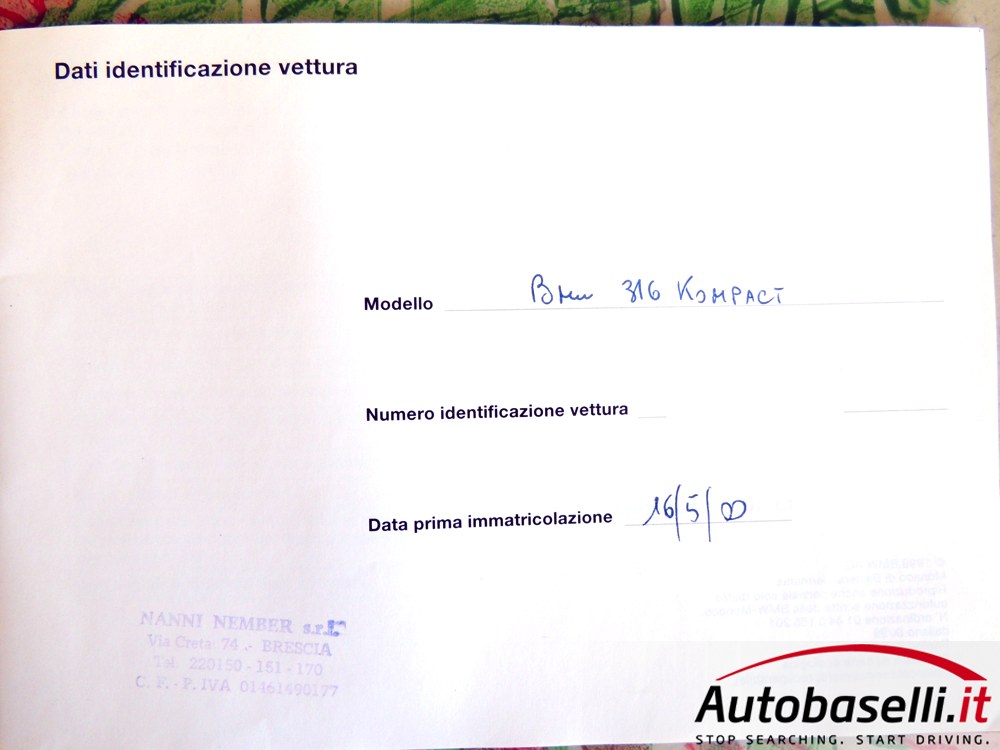 Dati identificazione vettura
Modello Bmw 316 KOMPACT
Numero identificazione vettura
Data prima immatricolazione 16/5/00
NANNI NEMBER s.r.l.
Via Creta 74 - BRESCIA
Tel. 220150 - 151 - 170
C. F. - P. IVA 01461490177
Autobaselli.it
STOP SEARCHING. START DRIVING.